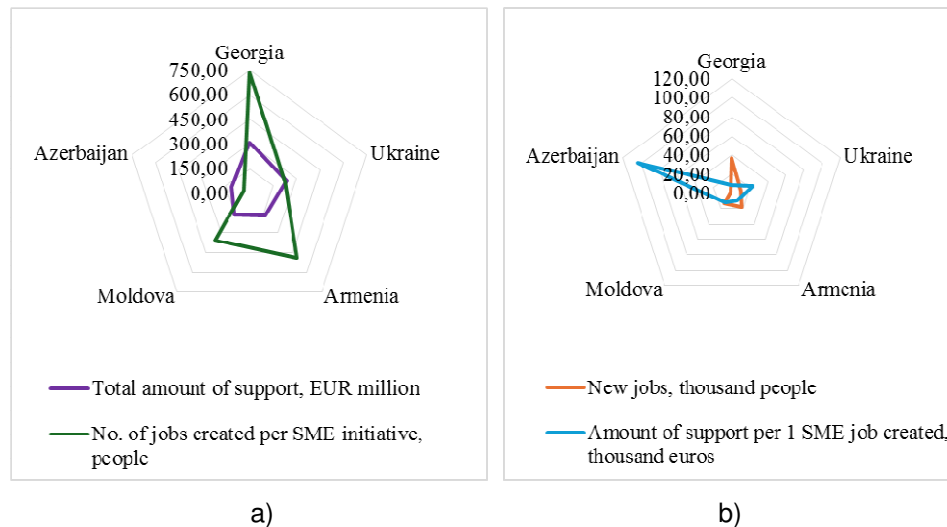 Georgia
750,00
600,00
450,00
300,00
150,00
0,00
Azerbaijan
Ukraine
Moldova
Armenia
Total amount of support, EUR million
No. of jobs created per SME initiative,
people
a)
Georgia
120,00
100,00
80,00
60,00
40,00
20,00
0,00
Azerbaijan
Ukraine
Moldova
Armenia
New jobs, thousand people
Amount of support per 1 SME job created,
thousand euros
b)